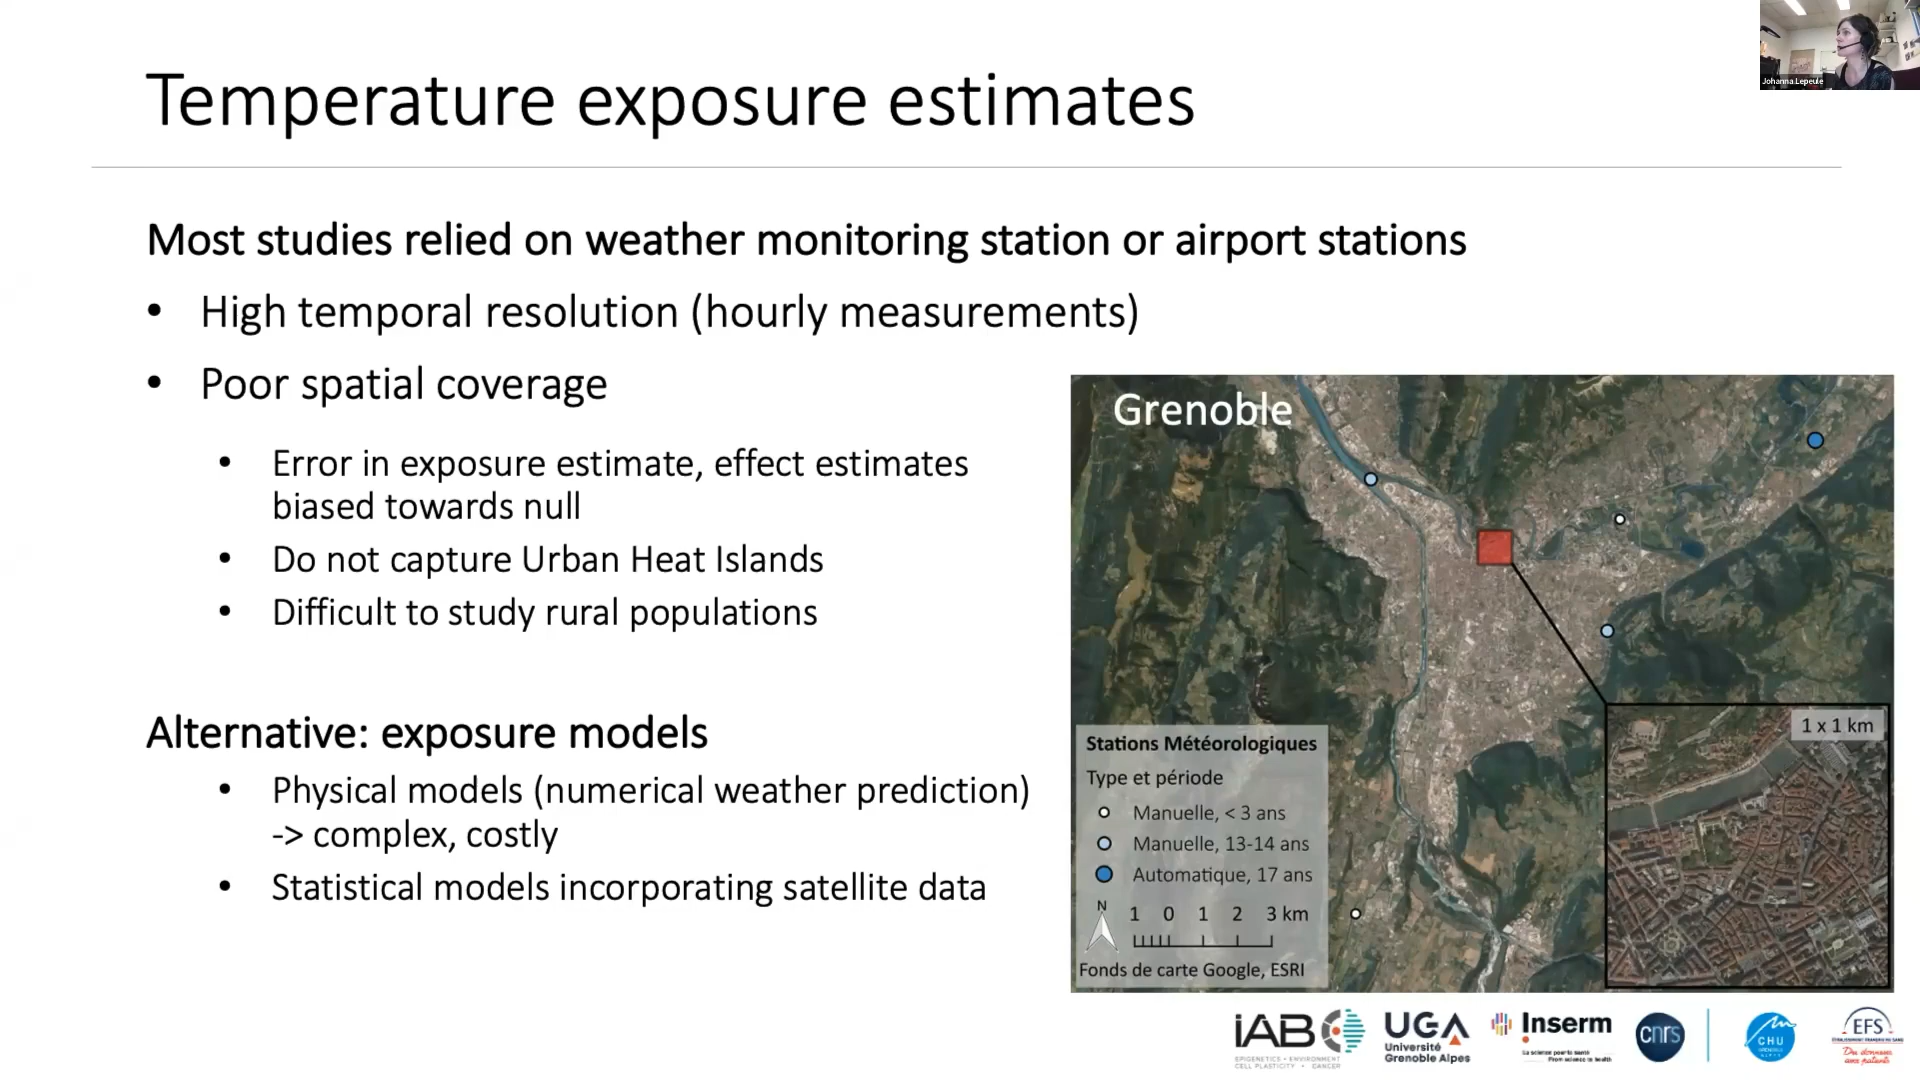 Johanna Lepeule
Temperature exposure estimates
Most studies relied on weather monitoring station or airport stations
• High temporal resolution (hourly measurements)
• Poor spatial coverage
• Error in exposure estimate, effect estimates
biased towards null
• Do not capture Urban Heat Islands
• Difficult to study rural populations
Alternative: exposure models
• Physical models (numerical weather prediction)
-> complex, costly
• Statistical models incorporating satellite data
Grenoble
1 x 1 km
Stations Météorologiques
Type et période
Manuelle, < 3 ans
Manuelle, 13-14 ans
Automatique, 17 ans
N
1 0 1 2 3 km
Fonds de carte Google, ESRI
IAB
EPIGENETICS • ENVIRONMENT
CELL PLASTICITY • CANCER
UGA
Université
Grenoble Alpes
Inserm
La science pour la santé
From science to health
cnrs
CHU
GRENOBLE
ALPES
EFS
ÉTABLISSEMENT FRANÇAIS DU SANG